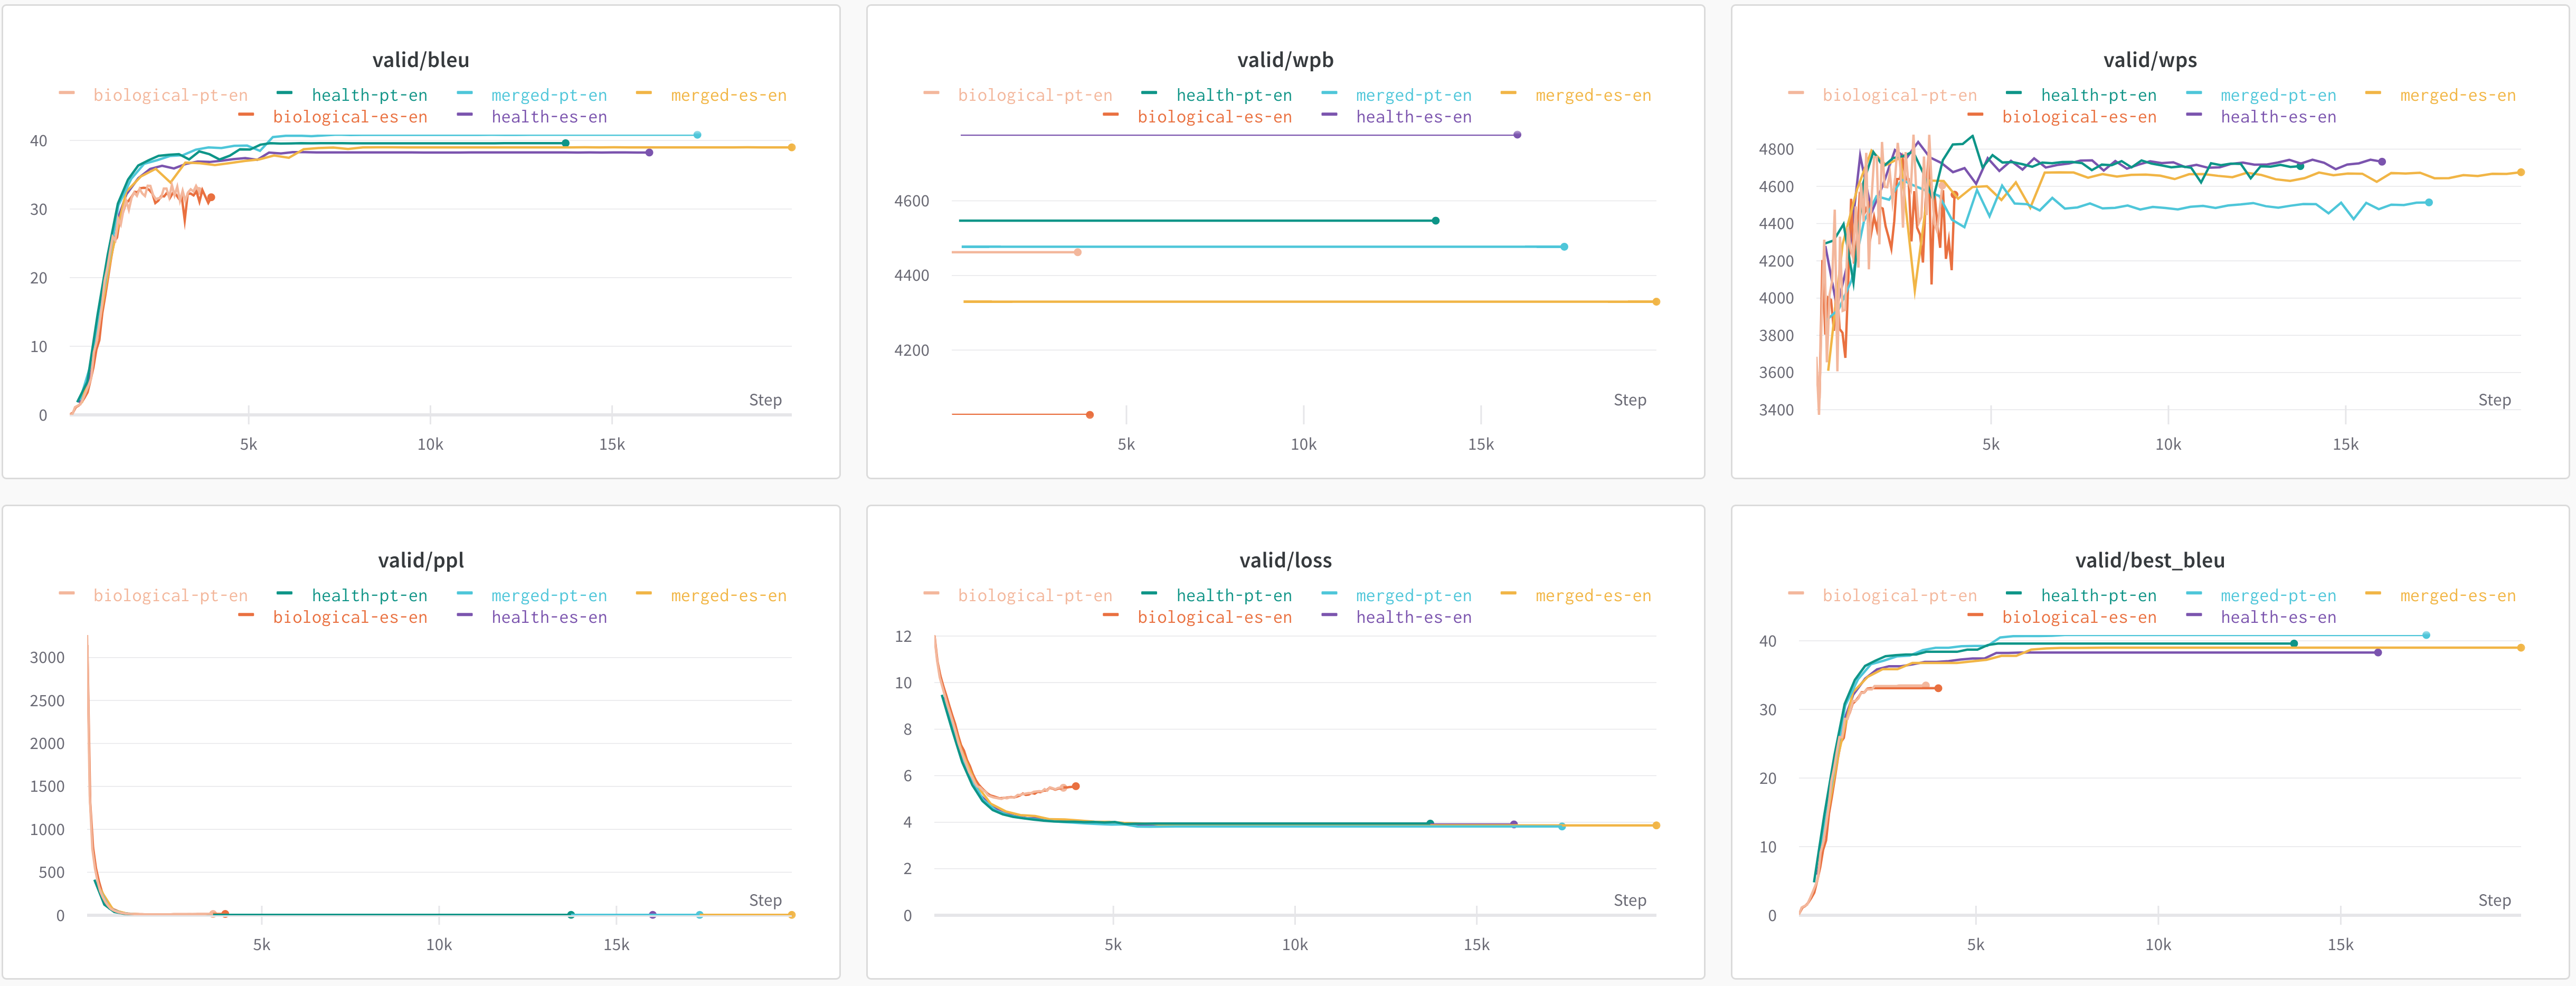 valid/bleu
biological-pt-en health-pt-en merged-pt-en merged-es-en
biological-es-en health-es-en
40
30
20
10
0
Step
5k 10k 15k
valid/wpb
biological-pt-en health-pt-en merged-pt-en merged-es-en
biological-es-en health-es-en
4600
4400
4200
Step
5k 10k 15k
valid/wps
biological-pt-en health-pt-en merged-pt-en merged-es-en
biological-es-en health-es-en
4800
4600
4400
4200
4000
3800
3600
3400
Step
5k 10k 15k
valid/ppl
biological-pt-en health-pt-en merged-pt-en merged-es-en
biological-es-en health-es-en
3000
2500
2000
1500
1000
500
0
Step
5k 10k 15k
valid/loss
biological-pt-en health-pt-en merged-pt-en merged-es-en
biological-es-en health-es-en
12
10
8
6
4
2
0
Step
5k 10k 15k
valid/best_bleu
biological-pt-en health-pt-en merged-pt-en merged-es-en
biological-es-en health-es-en
40
30
20
10
0
Step
5k 10k 15k